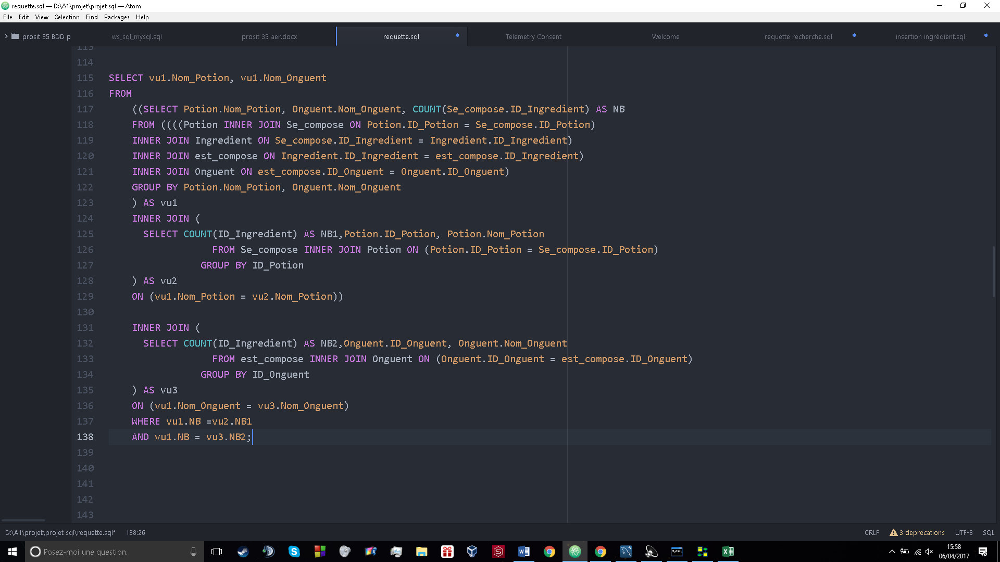 requette.sql — D:\A1\projet\projet sql — Atom
File Edit View Selection Find Packages Help
prosit 35 BDD p
ws_sql_mysql.sql
prosit 35 aer.docx
requette.sql
Telemetry Consent
Welcome
requette recherche.sql
insertion ingrédient.sql
113
114
115 SELECT vu1.Nom_Potion, vu1.Nom_Onguent
116 FROM
117 ((SELECT Potion.Nom_Potion, Onguent.Nom_Onguent, COUNT(Se_compose.ID_Ingredient) AS NB
118 FROM ((((Potion INNER JOIN Se_compose ON Potion.ID_Potion = Se_compose.ID_Potion)
119 INNER JOIN Ingredient ON Se_compose.ID_Ingredient = Ingredient.ID_Ingredient)
120 INNER JOIN est_compose ON Ingredient.ID_Ingredient = est_compose.ID_Ingredient)
121 INNER JOIN Onguent ON est_compose.ID_Onguent = Onguent.ID_Onguent)
122 GROUP BY Potion.Nom_Potion, Onguent.Nom_Onguent
123 ) AS vu1
124 INNER JOIN (
125 SELECT COUNT(ID_Ingredient) AS NB1,Potion.ID_Potion, Potion.Nom_Potion
126 FROM Se_compose INNER JOIN Potion ON (Potion.ID_Potion = Se_compose.ID_Potion)
127 GROUP BY ID_Potion
128 ) AS vu2
129 ON (vu1.Nom_Potion = vu2.Nom_Potion))
130
131 INNER JOIN (
132 SELECT COUNT(ID_Ingredient) AS NB2,Onguent.ID_Onguent, Onguent.Nom_Onguent
133 FROM est_compose INNER JOIN Onguent ON (Onguent.ID_Onguent = est_compose.ID_Onguent)
134 GROUP BY ID_Onguent
135 ) AS vu3
136 ON (vu1.Nom_Onguent = vu3.Nom_Onguent)
137 WHERE vu1.NB =vu2.NB1
138 AND vu1.NB = vu3.NB2;
139
140
141
142
143
D:\A1\projet\projet sql\requette.sql* 138:26
CRLF 3 deprecations UTF-8 SQL
Posez-moi une question.
15:58
06/04/2017